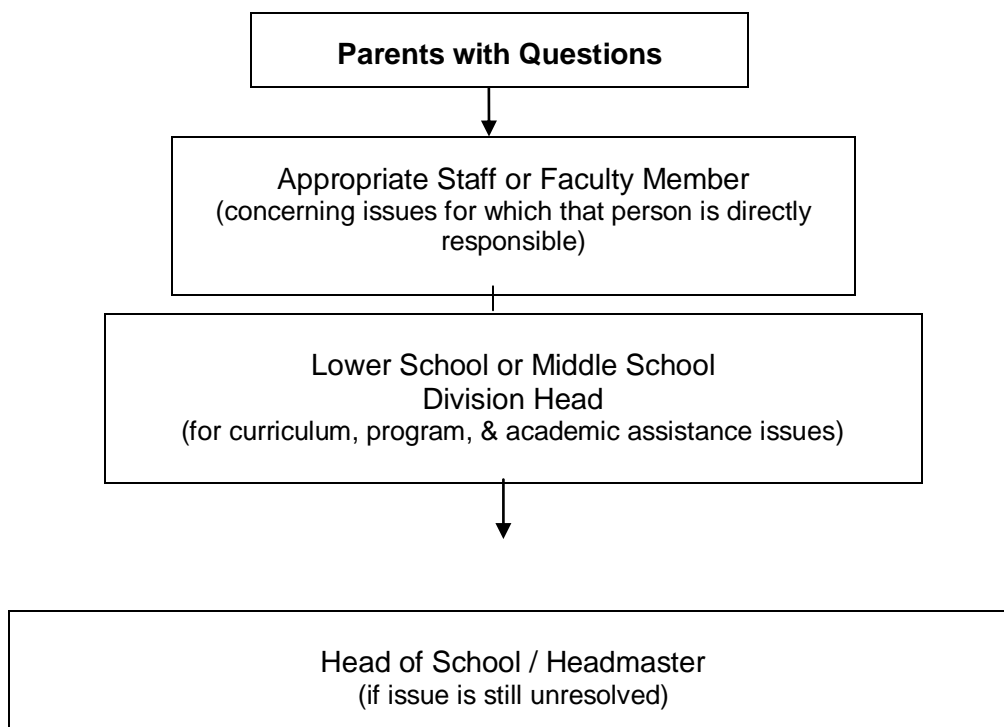 Parents with Questions
Appropriate Staff or Faculty Member
(concerning issues for which that person is directly
responsible)
Lower School or Middle School
Division Head
(for curriculum, program, & academic assistance issues)
Head of School / Headmaster
(if issue is still unresolved)